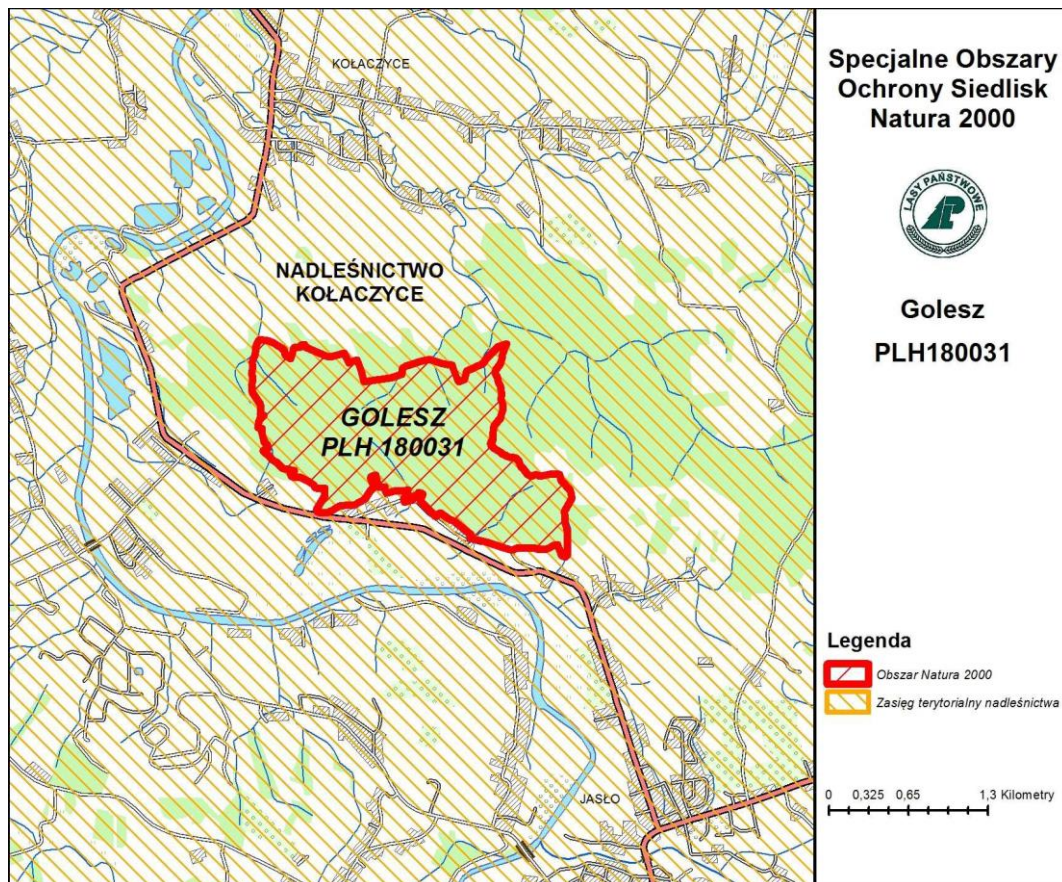 KOŁACZYCE
NADLEŚNICTWO
KOŁACZYCE
GOLESZ
PLH 180031
JASŁO
Specjalne Obszary
Ochrony Siedlisk
Natura 2000
LASY PAŃSTWOWE
Golesz
PLH180031
Legenda
Obszar Natura 2000
Zasięg terytorialny nadleśnictwa
0 0,325 0,65 1,3 Kilometry